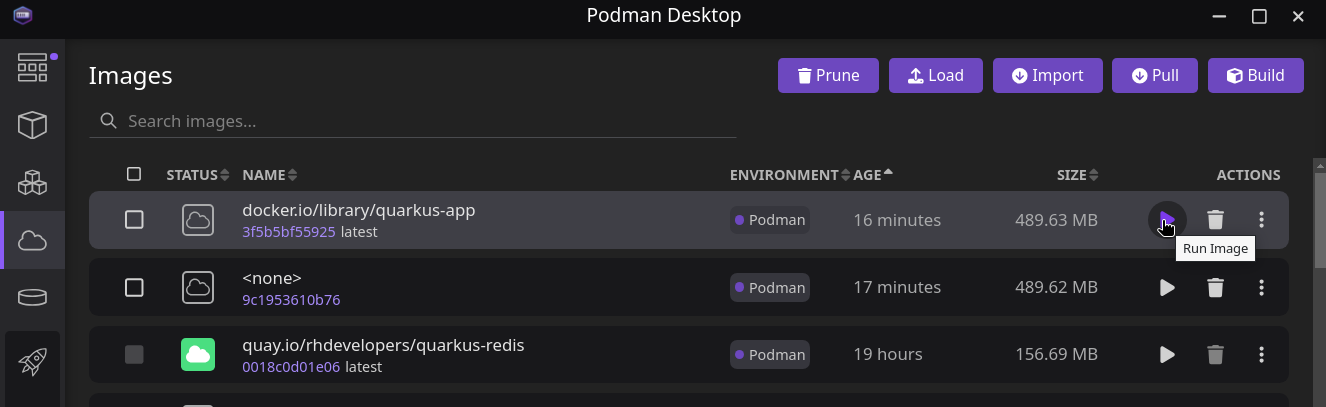 Podman Desktop
Images
Prune Load Import Pull Build
Search images...
STATUS NAME ENVIRONMENT AGE SIZE ACTIONS
docker.io/library/quarkus-app
3f5b5bf55925 latest
Podman 16 minutes 489.63 MB
Run Image
<none>
9c1953610b76
Podman 17 minutes 489.62 MB
quay.io/rhdevelopers/quarkus-redis
0018c0d01e06 latest
Podman 19 hours 156.69 MB